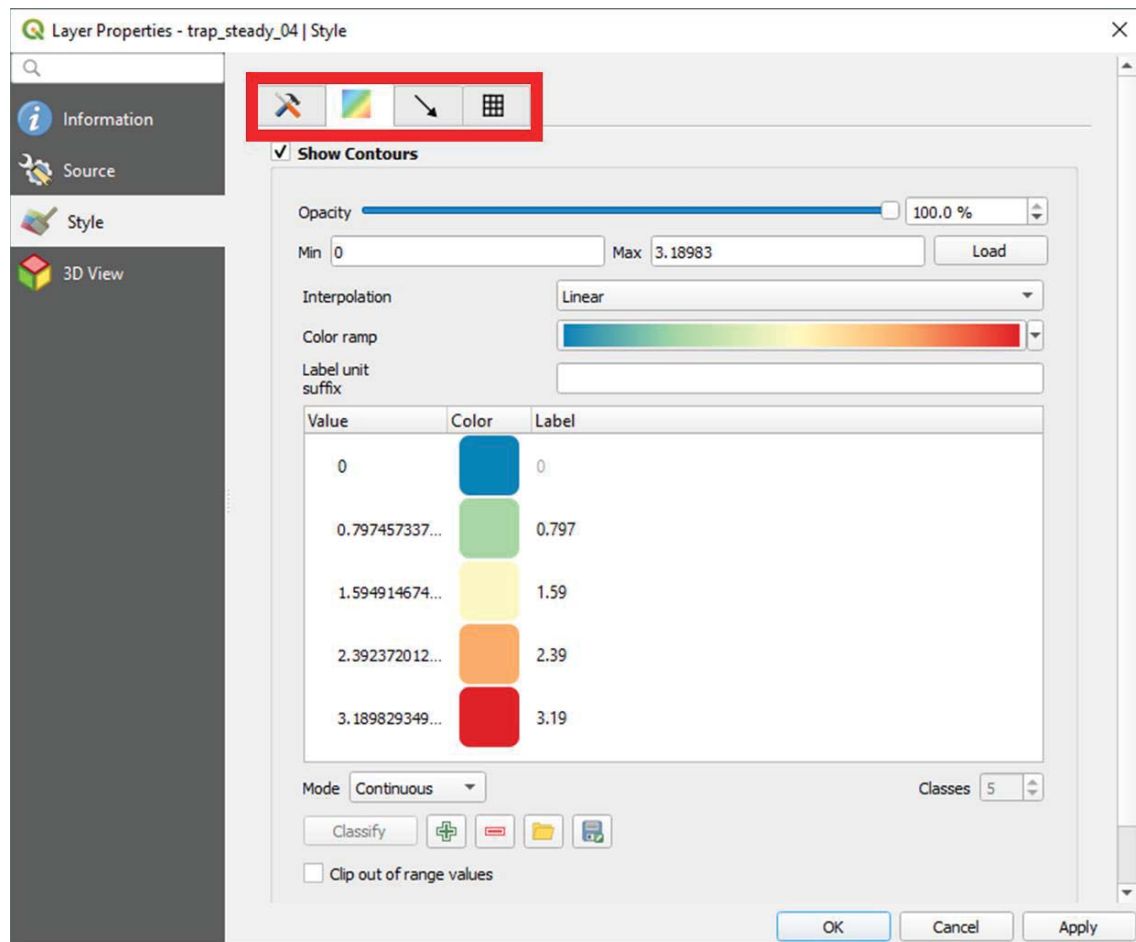 Layer Properties - trap_steady_04 | Style
Information
Source
Style
3D View
Show Contours
Opacity 100.0 %
Min 0 Max 3.18983 Load
Interpolation Linear
Color ramp
Label unit
suffix
Value Color Label
0 0
0.797457337... 0.797
1.594914674... 1.59
2.392372012... 2.39
3.189829349... 3.19
Mode Continuous Classes 5
Classify
Clip out of range values
OK Cancel Apply